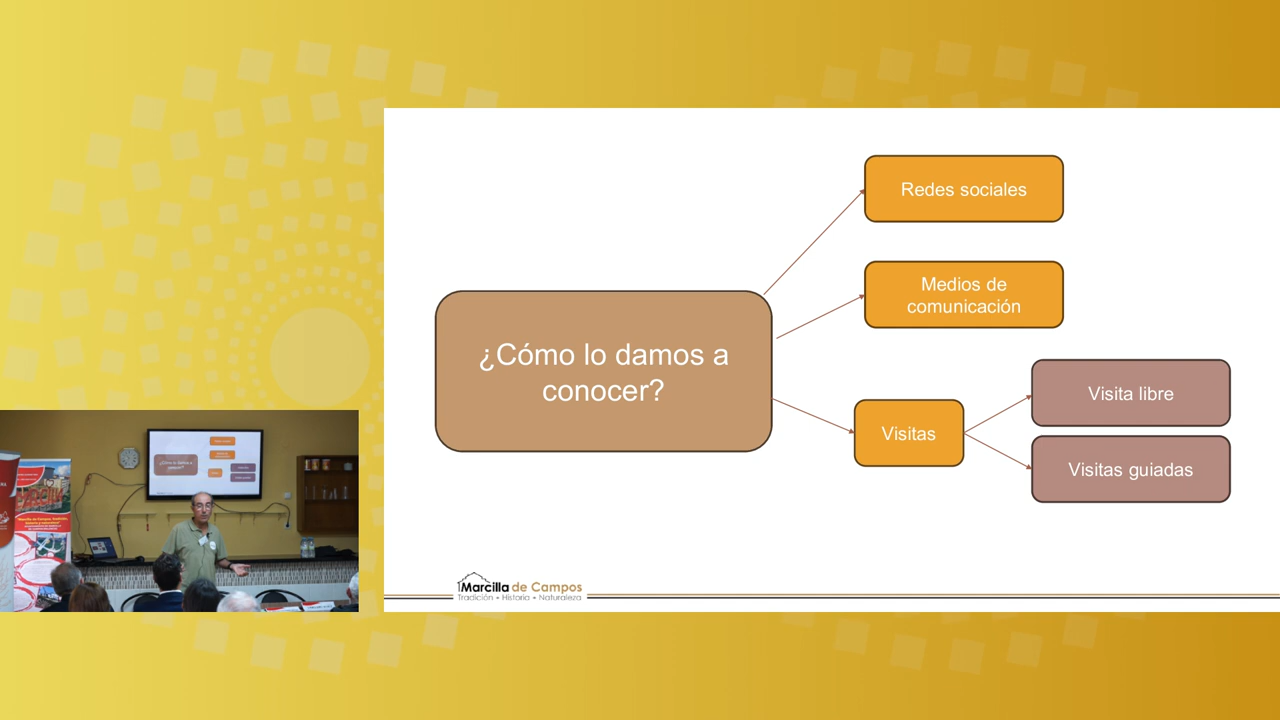 ¿Cómo lo damos a
conocer?
Redes sociales
Medios de
comunicación
Visitas
Visita libre
Visitas guiadas
Marcilla de Campos
Tradición • Historia • Naturaleza